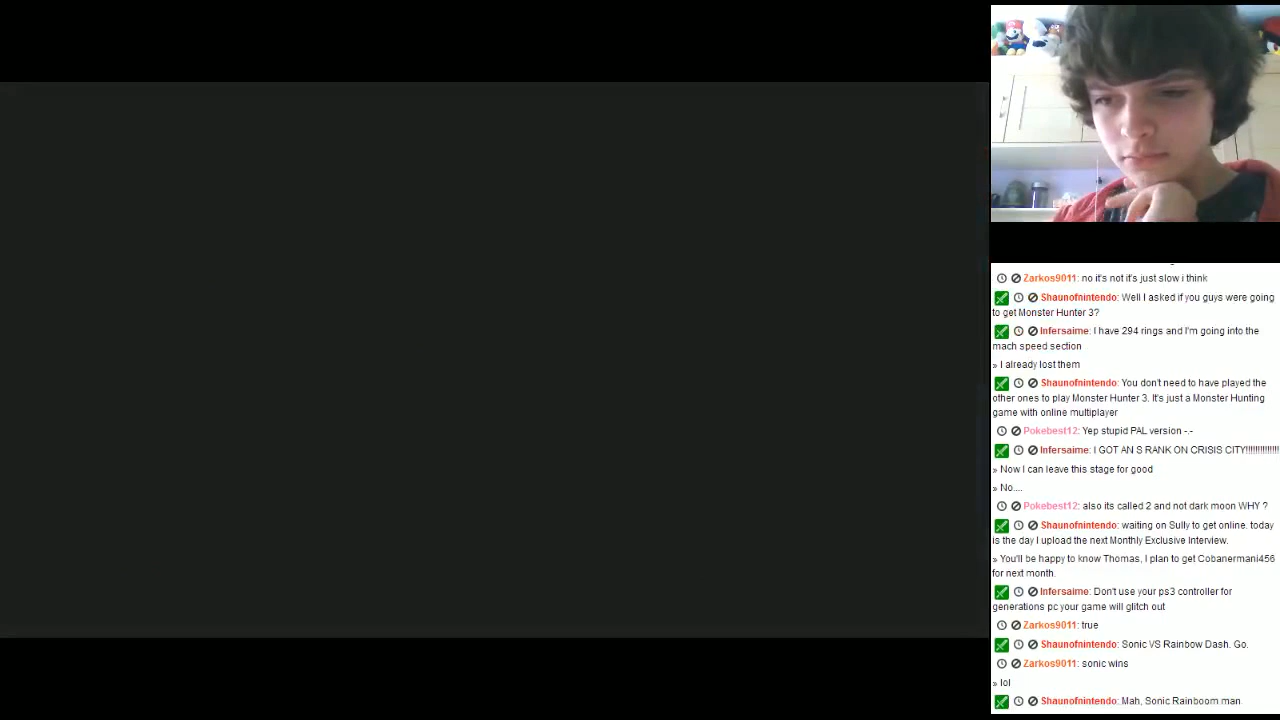 Zarkos9011: no it's not it's just slow i think
Shaunofnintendo: Well I asked if you guys were going
to get Monster Hunter 3?
Infersaime: I have 294 rings and I'm going into the
mach speed section
» I already lost them
Shaunofnintendo: You don't need to have played the
other ones to play Monster Hunter 3. It's just a Monster Hunting
game with online multiplayer
Pokebest12: Yep stupid PAL version -.-
Infersaime: I GOT AN S RANK ON CRISIS CITY!!!!!!!!!!!!!!
» Now I can leave this stage for good
» No....
Pokebest12: also its called 2 and not dark moon WHY ?
Shaunofnintendo: waiting on Sully to get online. today
is the day I upload the next Monthly Exclusive Interview.
» You'll be happy to know Thomas, I plan to get Cobanermani456
for next month.
Infersaime: Don't use your ps3 controller for
generations pc your game will glitch out
Zarkos9011: true
Shaunofnintendo: Sonic VS Rainbow Dash. Go.
Zarkos9011: sonic wins
» lol
Shaunofnintendo: Mah, Sonic Rainboom man.